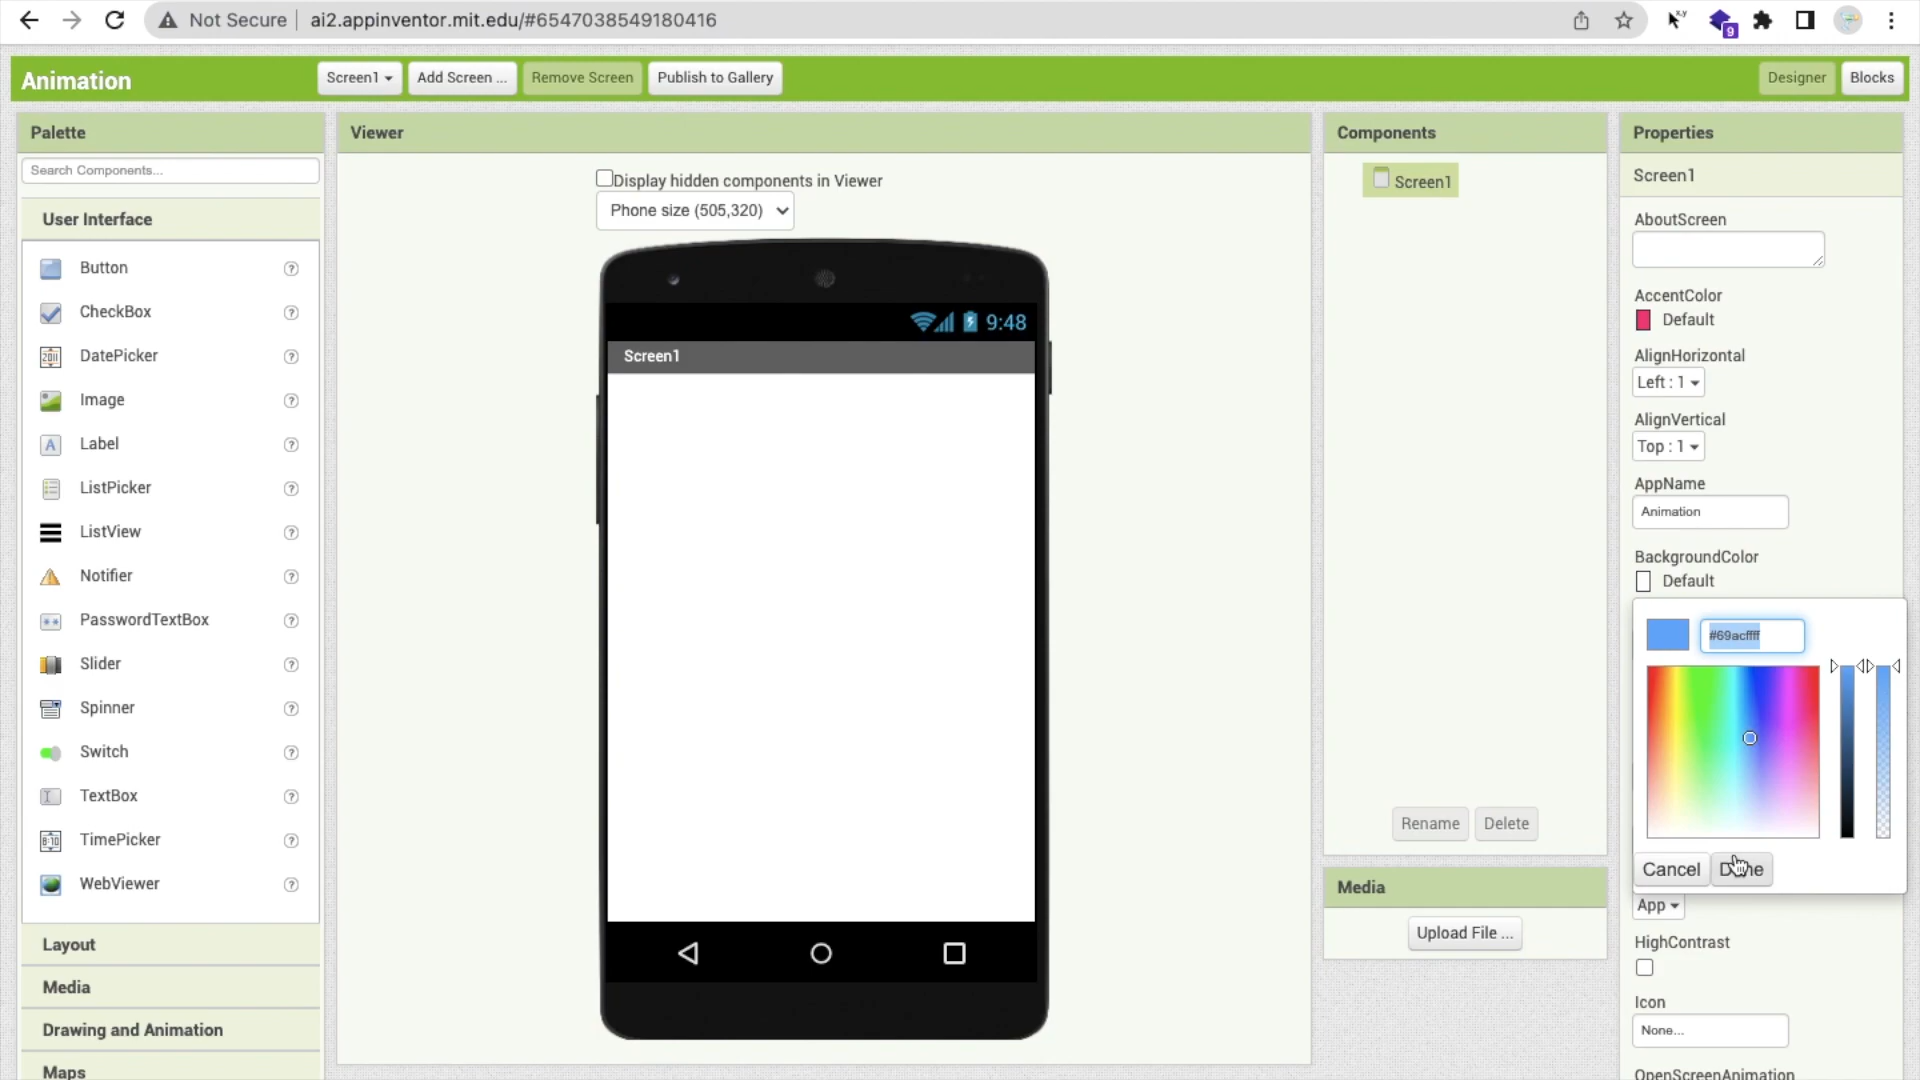 Not Secure
ai2.appinventor.mit.edu/#6547038549180416
9
Animation
Screen1
Add Screen ...
Remove Screen
Publish to Gallery
Designer
Blocks
Palette
Search Components...
User Interface
Button
CheckBox
DatePicker
Image
Label
ListPicker
ListView
Notifier
PasswordTextBox
Slider
Spinner
Switch
TextBox
TimePicker
WebViewer
Layout
Media
Drawing and Animation
Maps
Viewer
Display hidden components in Viewer
Phone size (505,320)
9:48
Screen1
Components
Screen1
Rename
Delete
Media
Upload File ...
Properties
Screen1
AboutScreen
AccentColor
Default
AlignHorizontal
Left : 1
AlignVertical
Top : 1
AppName
Animation
BackgroundColor
Default
#69acffff
Cancel
Done
App
HighContrast
Icon
None...
OpenScreenAnimation